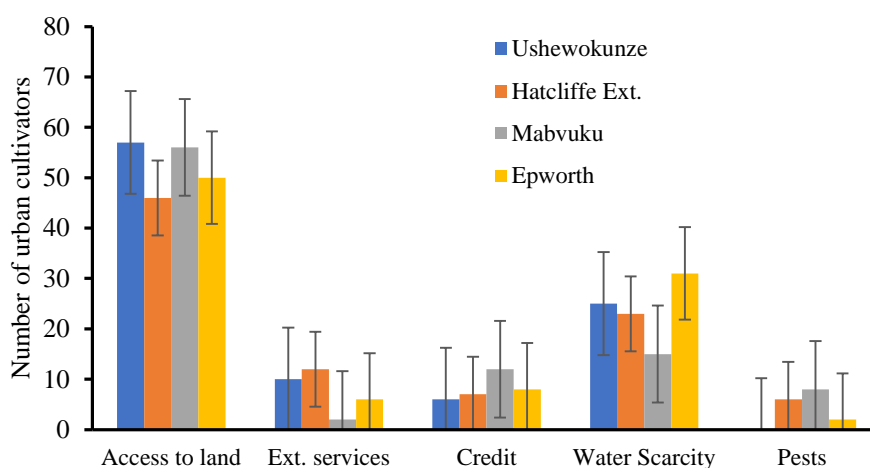 Number of urban cultivators
80
70
60
50
40
30
20
10
0
Ushewokunze
Hatcliffe Ext.
Mabvuku
Epworth
Access to land Ext. services Credit Water Scarcity Pests